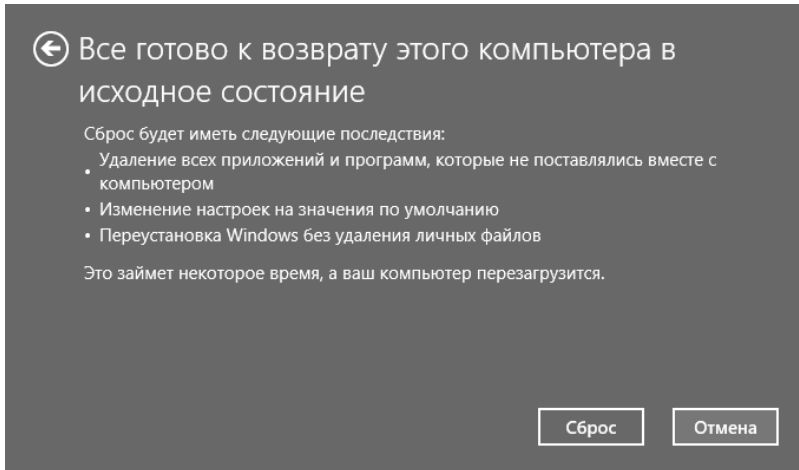 Все готово к возврату этого компьютера в
исходное состояние
Сброс будет иметь следующие последствия:
Удаление всех приложений и программ, которые не поставлялись вместе с
• компьютером
• Изменение настроек на значения по умолчанию
• Переустановка Windows без удаления личных файлов
Это займет некоторое время, а ваш компьютер перезагрузится.
Сброс
Отмена